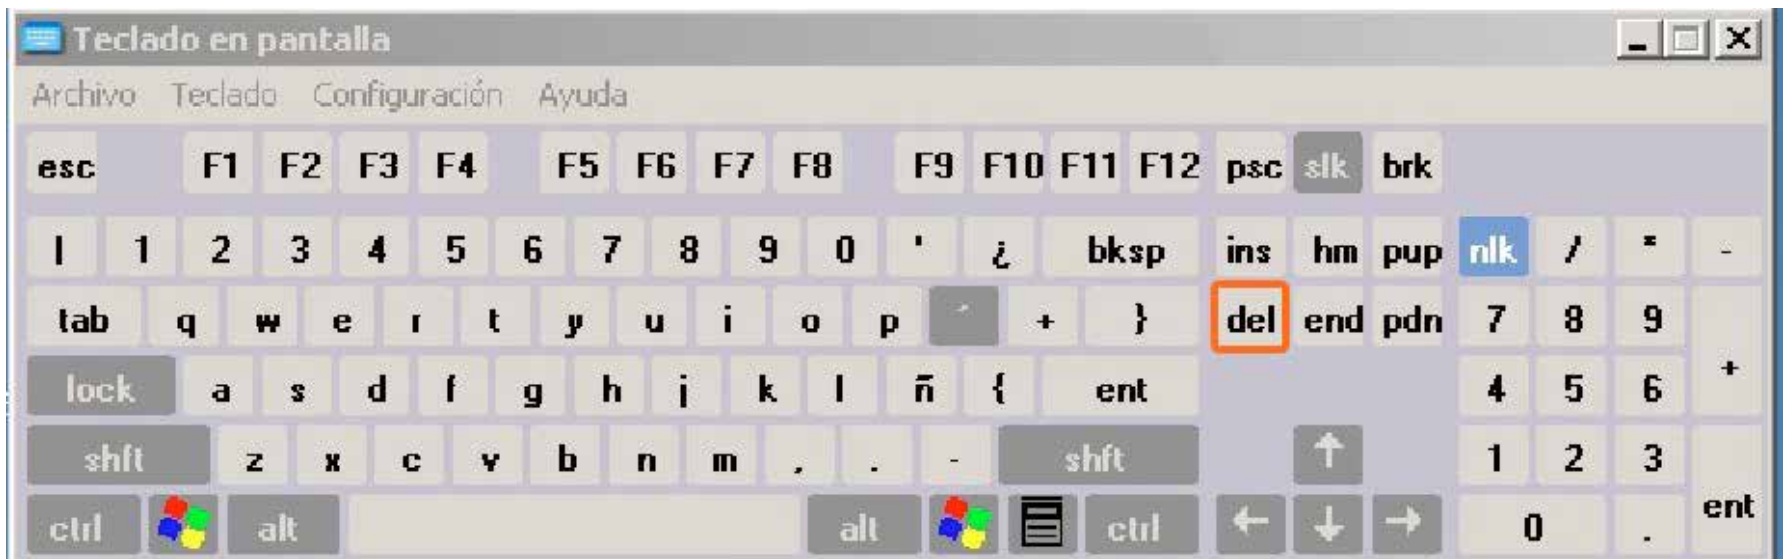 Teclado en pantalla
Archivo Teclado Configuración Ayuda
esc F1 F2 F3 F4 F5 F6 F7 F8 F9 F10 F11 F12 psc slk brk
| 1 2 3 4 5 6 7 8 9 0 ' ¿ bksp ins hm pup nlk / * -
tab q w e r t y u i o p ´ + } del end pdn 7 8 9
lock a s d f g h j k l ñ { ent 4 5 6 +
shft z x c v b n m , . - shft ↑ 1 2 3
ctrl alt alt ctrl ← ↓ → 0 . ent